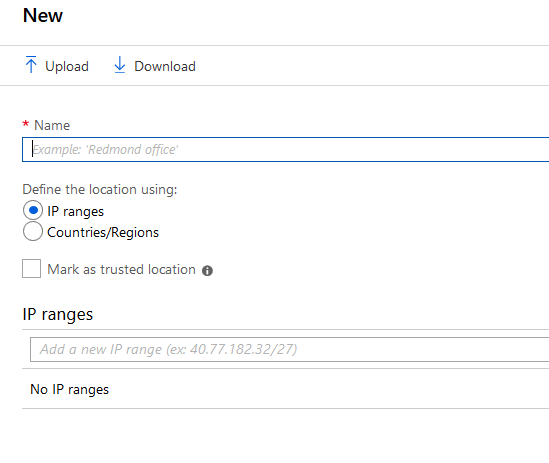 New
Upload Download
* Name
Example: 'Redmond office'
Define the location using:
IP ranges
Countries/Regions
Mark as trusted location
IP ranges
Add a new IP range (ex: 40.77.182.32/27)
No IP ranges